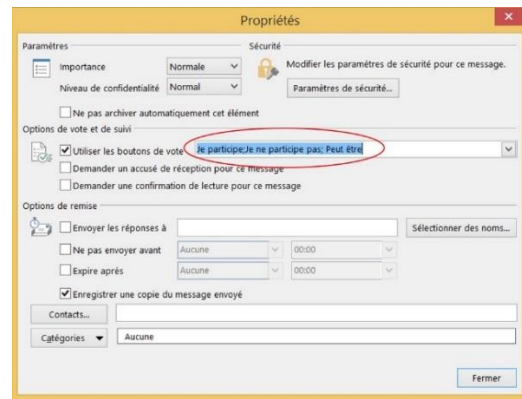 Propriétés
Paramètres
Sécurité
Importance Normale
Modifier les paramètres de sécurité pour ce message.
Niveau de confidentialité Normal
Paramètres de sécurité...
Ne pas archiver automatiquement cet élément
Options de vote et de suivi
Utiliser les boutons de vote Je participe;Je ne participe pas; Peut être
Demander un accusé de réception pour ce message
Demander une confirmation de lecture pour ce message
Options de remise
Envoyer les réponses à
Sélectionner des noms...
Ne pas envoyer avant Aucune 00:00
Expire après Aucune 00:00
Enregistrer une copie du message envoyé
Contacts...
Catégories Aucune
Fermer